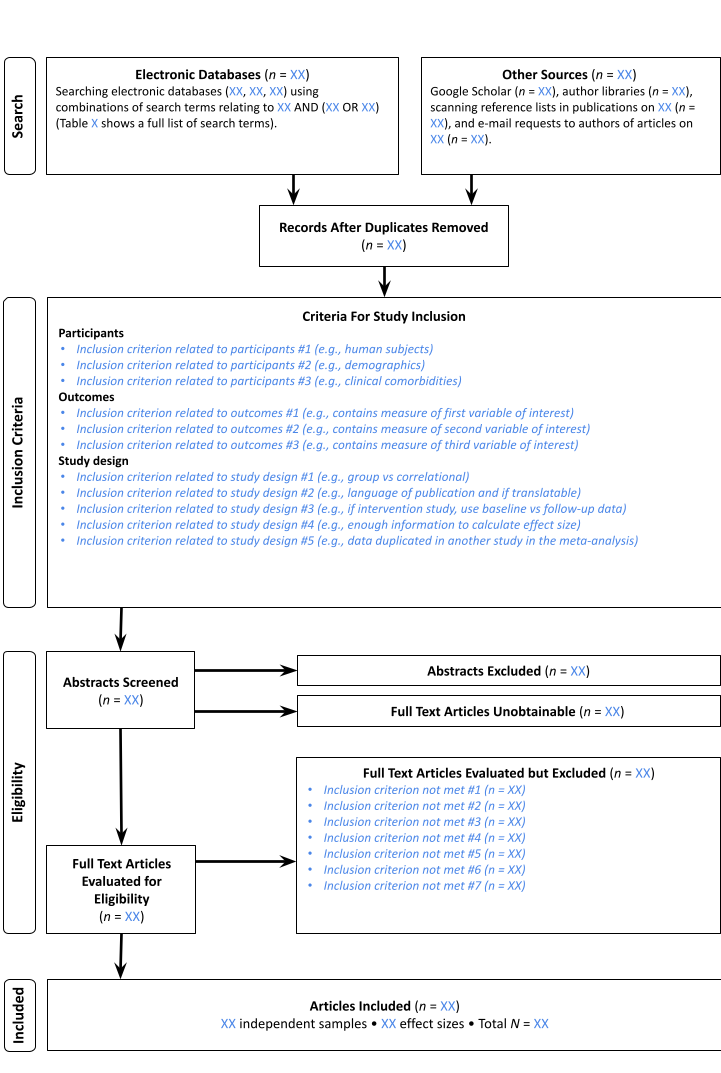 Search
Electronic Databases (n = XX)
Searching electronic databases (XX, XX, XX) using
combinations of search terms relating to XX AND (XX OR XX)
(Table X shows a full list of search terms).
Other Sources (n = XX)
Google Scholar (n = XX), author libraries (n = XX),
scanning reference lists in publications on XX (n =
XX), and e-mail requests to authors of articles on
XX (n = XX).
Records After Duplicates Removed
(n = XX)
Inclusion Criteria
Criteria For Study Inclusion
Participants
• Inclusion criterion related to participants #1 (e.g., human subjects)
• Inclusion criterion related to participants #2 (e.g., demographics)
• Inclusion criterion related to participants #3 (e.g., clinical comorbidities)
Outcomes
• Inclusion criterion related to outcomes #1 (e.g., contains measure of first variable of interest)
• Inclusion criterion related to outcomes #2 (e.g., contains measure of second variable of interest)
• Inclusion criterion related to outcomes #3 (e.g., contains measure of third variable of interest)
Study design
• Inclusion criterion related to study design #1 (e.g., group vs correlational)
• Inclusion criterion related to study design #2 (e.g., language of publication and if translatable)
• Inclusion criterion related to study design #3 (e.g., if intervention study, use baseline vs follow-up data)
• Inclusion criterion related to study design #4 (e.g., enough information to calculate effect size)
• Inclusion criterion related to study design #5 (e.g., data duplicated in another study in the meta-analysis)
Eligibility
Abstracts Screened
(n = XX)
Abstracts Excluded (n = XX)
Full Text Articles Unobtainable (n = XX)
Full Text Articles Evaluated but Excluded (n = XX)
• Inclusion criterion not met #1 (n = XX)
• Inclusion criterion not met #2 (n = XX)
• Inclusion criterion not met #3 (n = XX)
• Inclusion criterion not met #4 (n = XX)
• Inclusion criterion not met #5 (n = XX)
• Inclusion criterion not met #6 (n = XX)
• Inclusion criterion not met #7 (n = XX)
Full Text Articles
Evaluated for
Eligibility
(n = XX)
Included
Articles Included (n = XX)
XX independent samples • XX effect sizes • Total N = XX